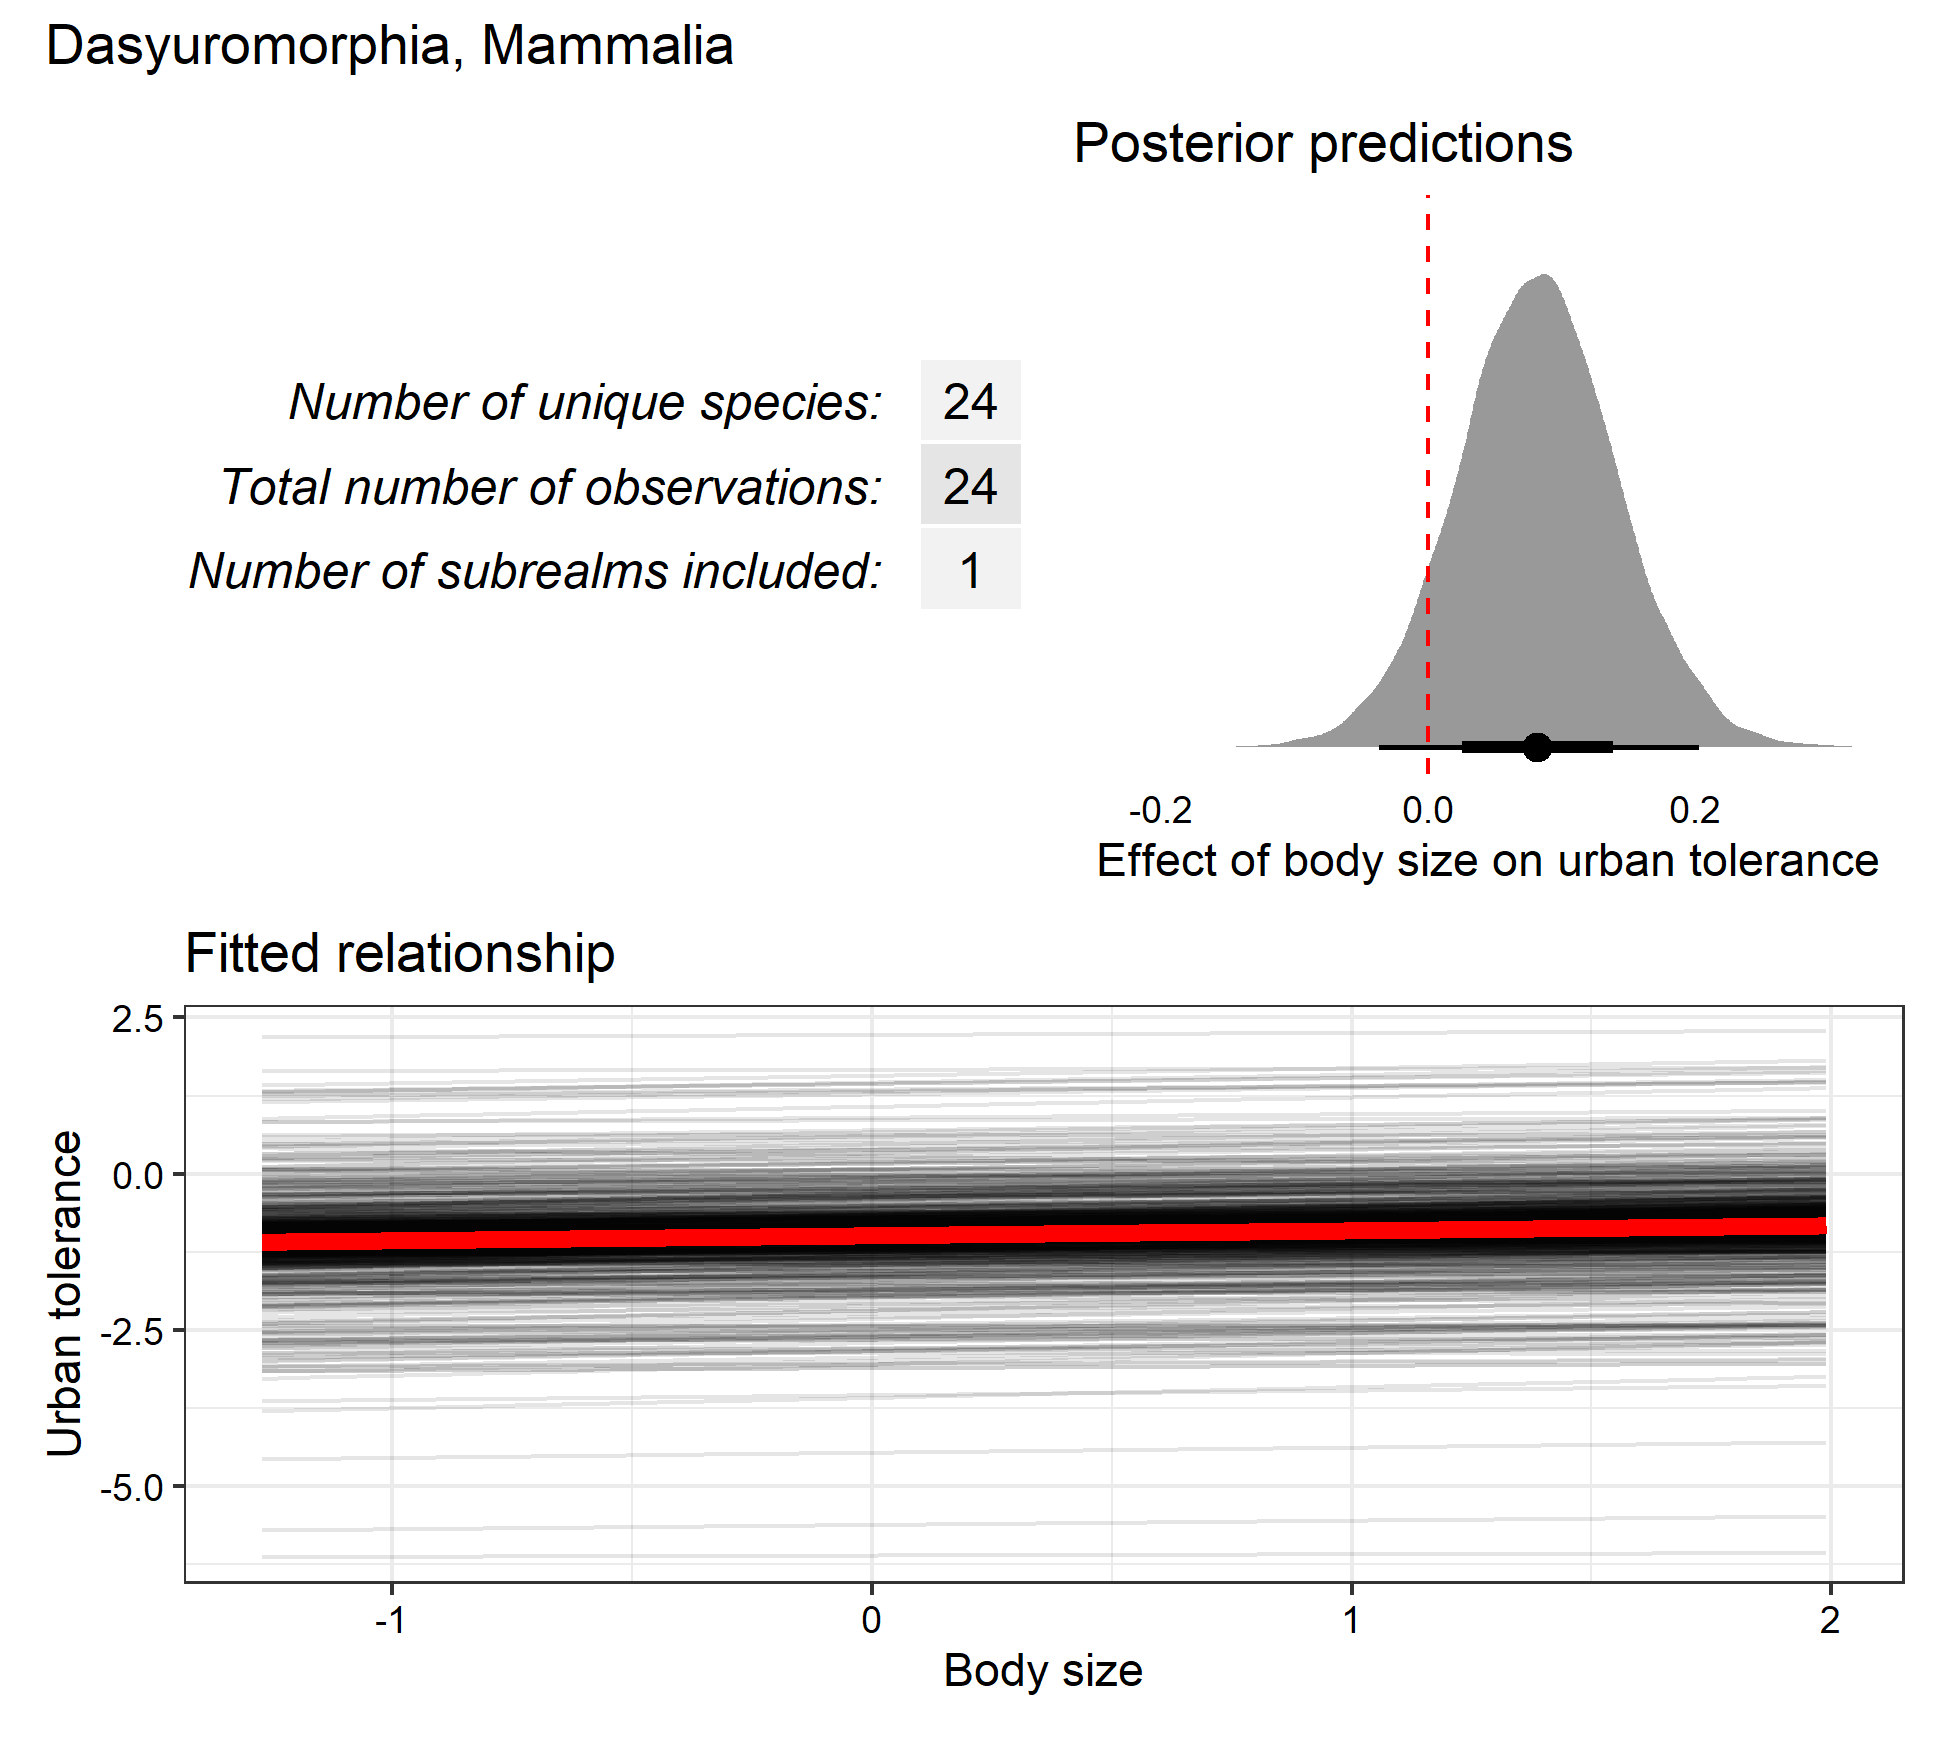 Dasyuromorphia, Mammalia
Posterior predictions
Number of unique species: 24
Total number of observations: 24
Number of subrealms included: 1
-0.2 0.0 0.2
Effect of body size on urban tolerance
Fitted relationship
2.5
0.0
-2.5
-5.0
Urban tolerance
-1 0 1 2
Body size